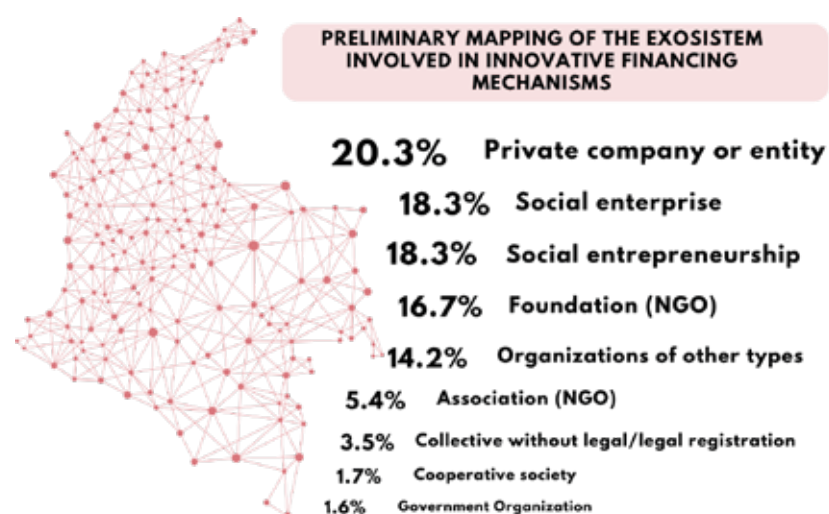 PRELIMINARY MAPPING OF THE EXOSISTEM
INVOLVED IN INNOVATIVE FINANCING
MECHANISMS
20.3% Private company or entity
18.3% Social enterprise
18.3% Social entrepreneurship
16.7% Foundation (NGO)
14.2% Organizations of other types
5.4% Association (NGO)
3.5% Collective without legal/legal registration
1.7% Cooperative society
1.6% Government Organization